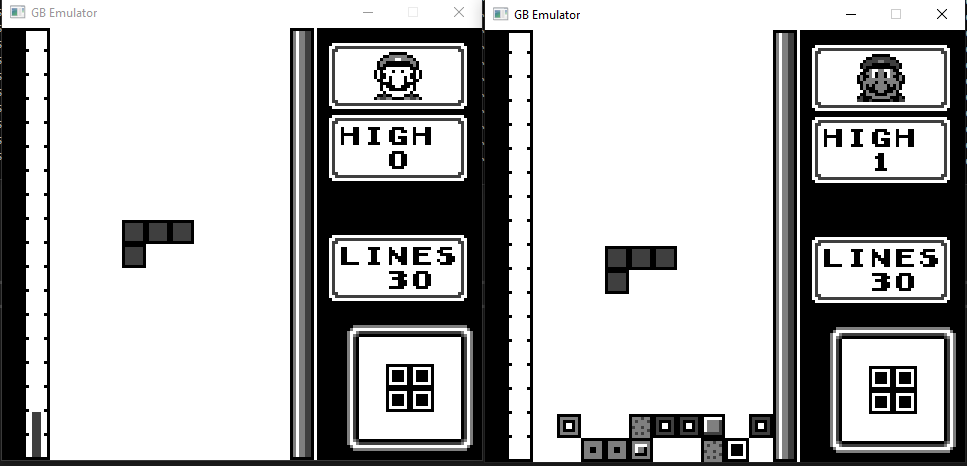 GB Emulator
HIGH
0
LINES
30
GB Emulator
HIGH
1
LINES
30